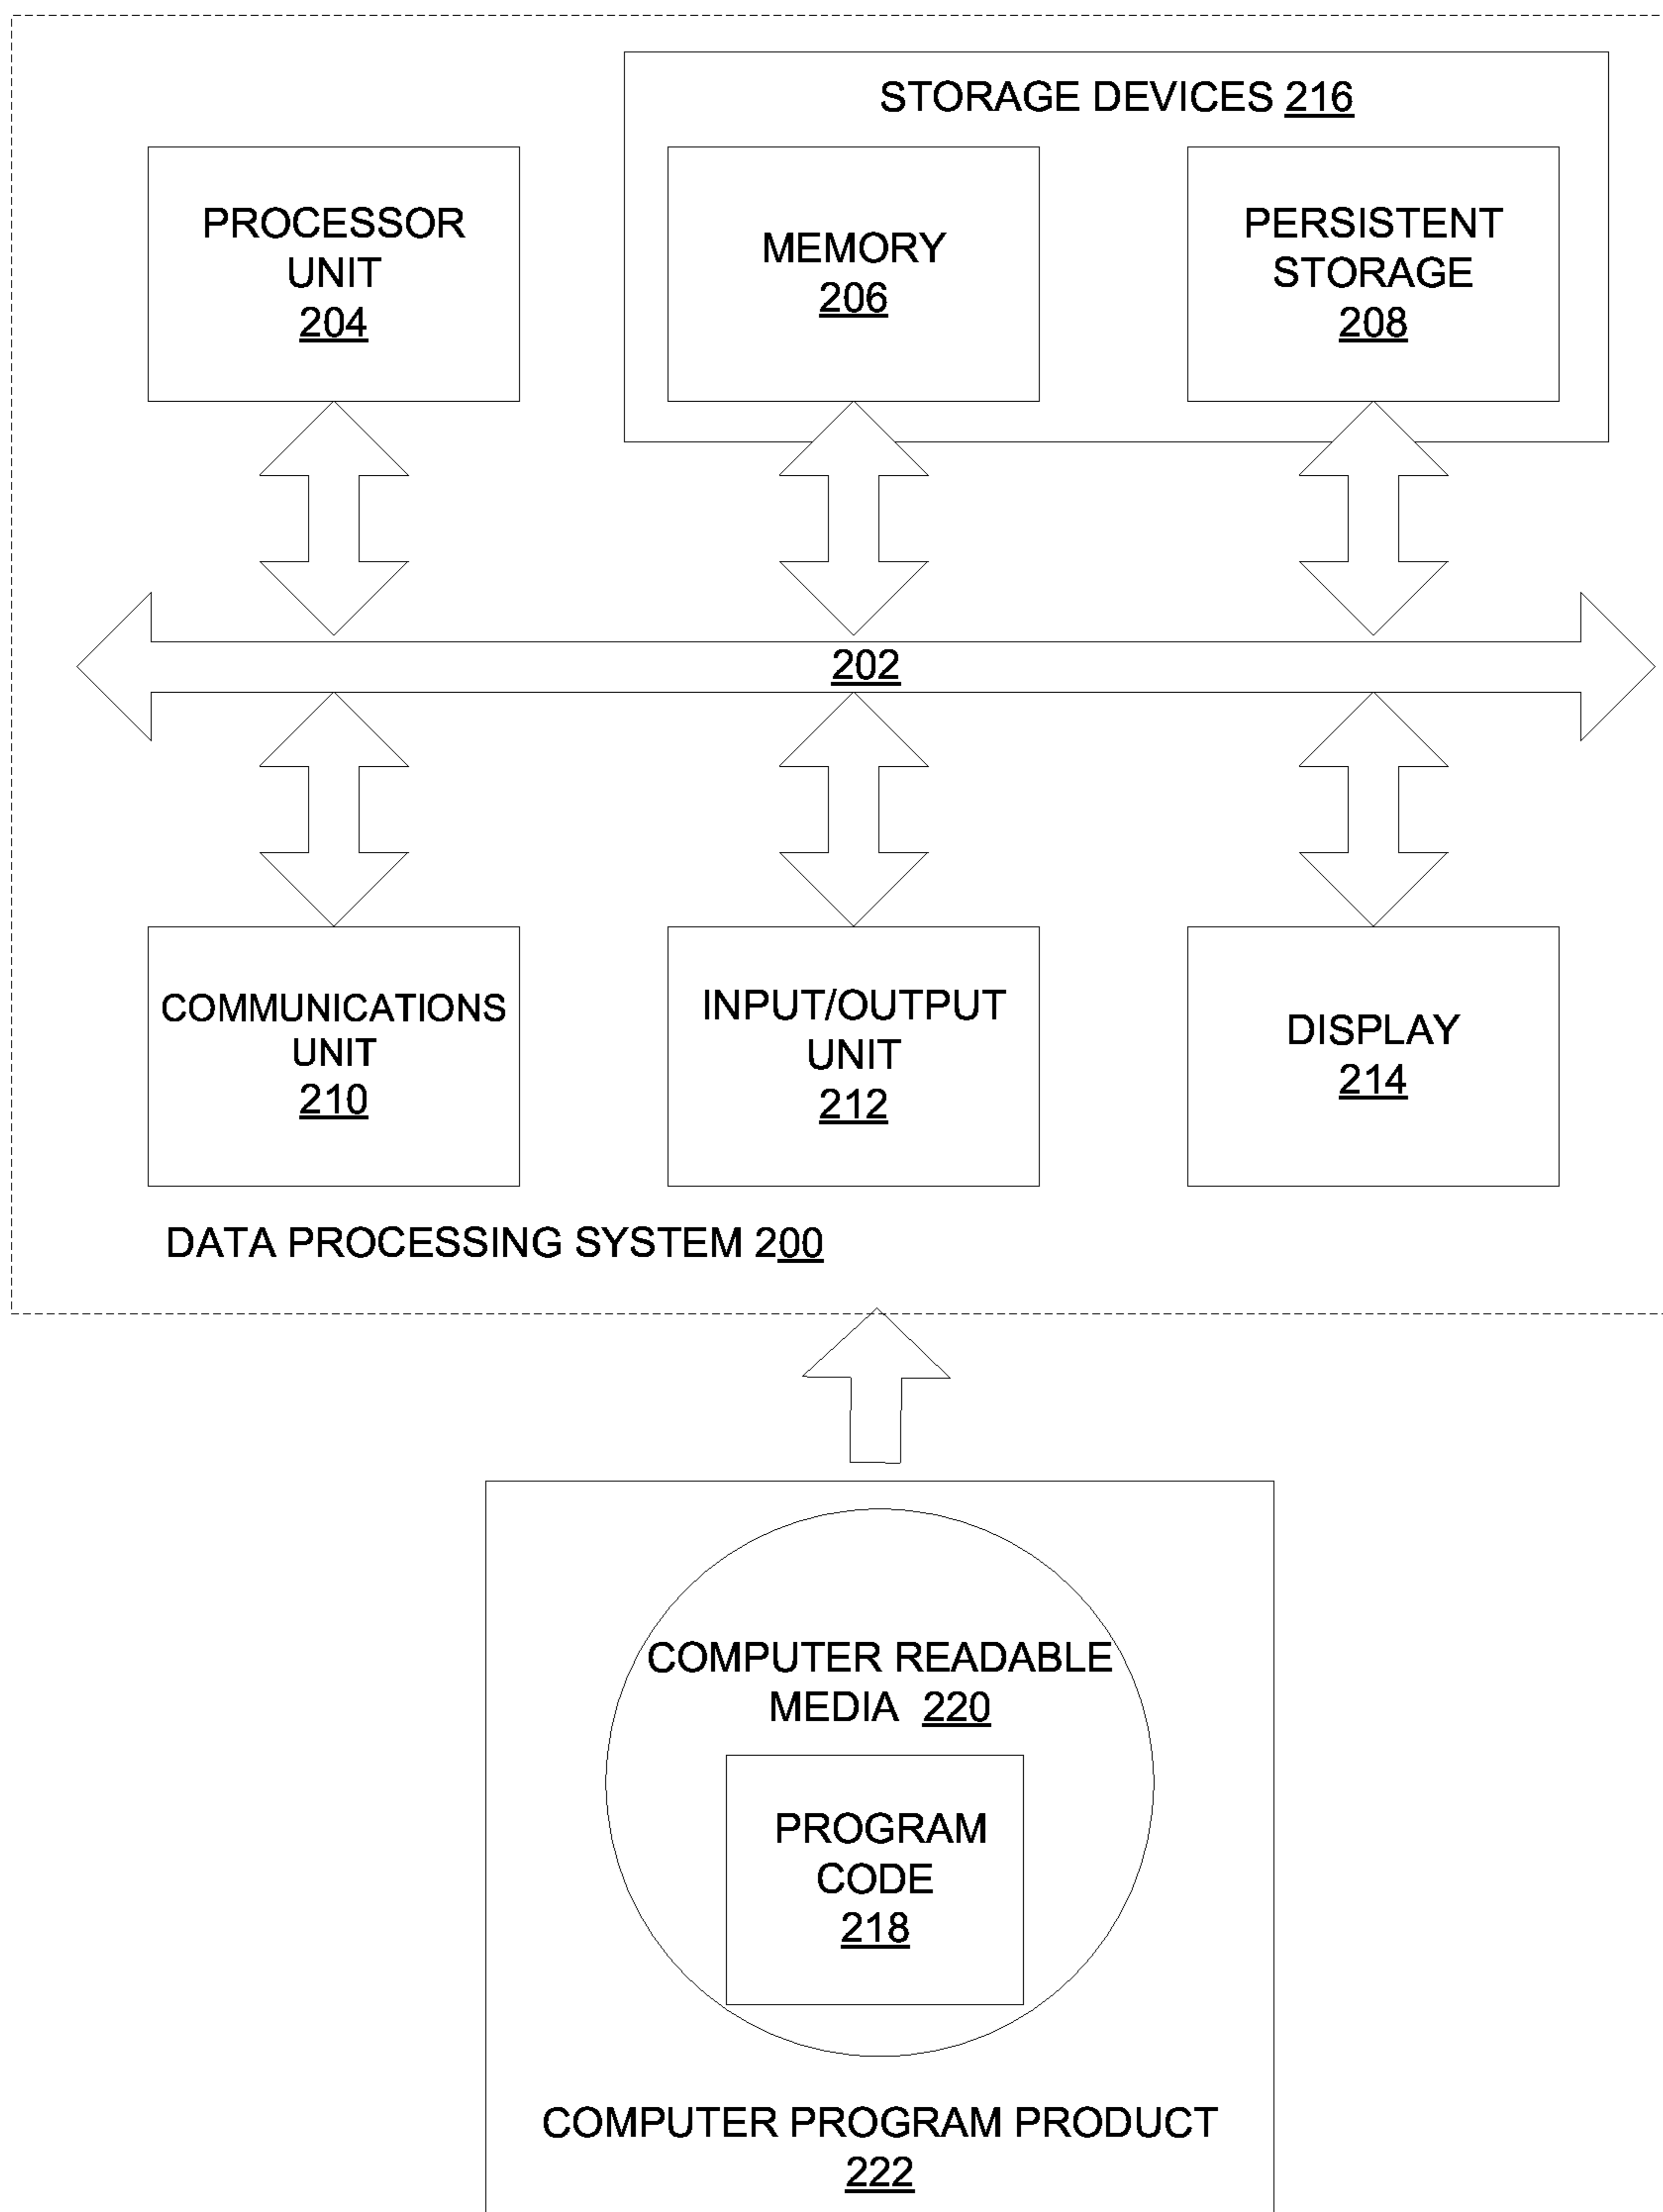 STORAGE DEVICES 216
PROCESSOR
UNIT
204
MEMORY
206
PERSISTENT
STORAGE
208
202
COMMUNICATIONS
UNIT
210
INPUT/OUTPUT
UNIT
212
DISPLAY
214
DATA PROCESSING SYSTEM 200
COMPUTER READABLE
MEDIA 220
PROGRAM
CODE
218
COMPUTER PROGRAM PRODUCT
222